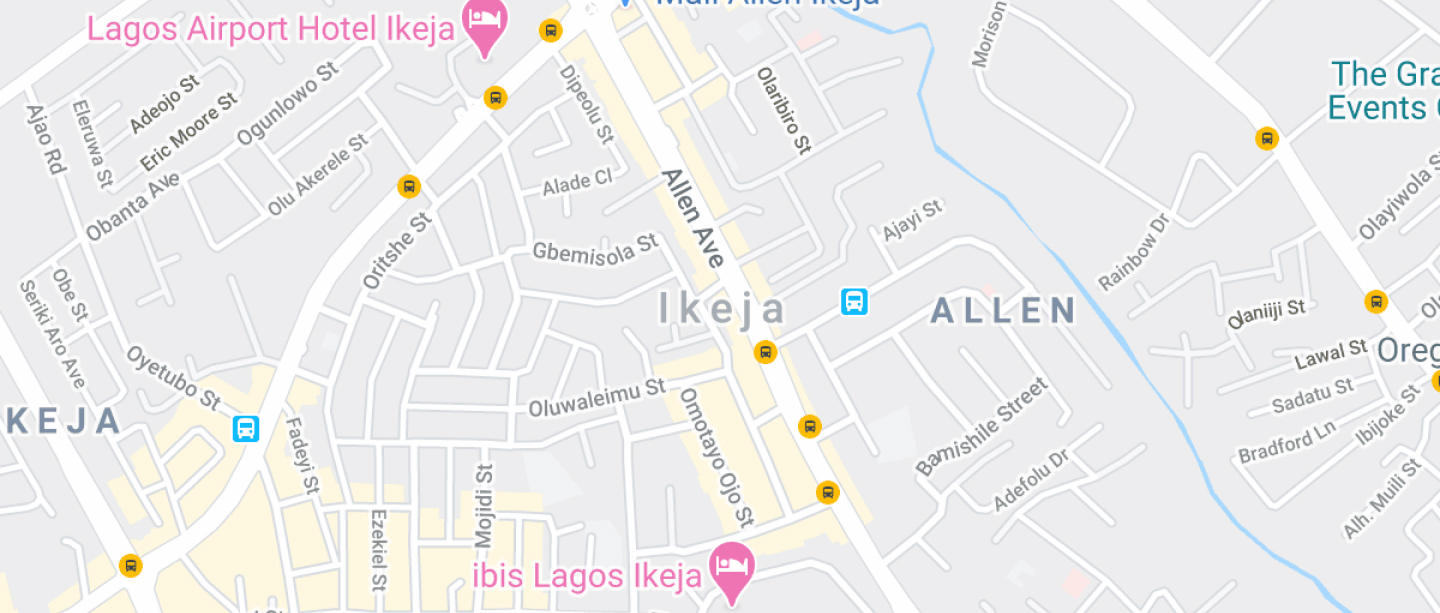 Mall Allen Ikeja
Lagos Airport Hotel Ikeja
Morison
The Gra
Events C
Adeojo St
Eric Moore St
Ogunlowo St
Dipeolu St
Olaribiro St
Ajao Rd
Eleruwa St
Olu Akerele St
Alade Cl
Obanta Ave
Allen Ave
Ajayi St
Olayiwola St
Oritshe St
Gbemisola St
Rainbow Dr
Obe St
Seriki Aro Ave
Ikeja
ALLEN
Olaniiji St
Lawal St
Oreg
Oyetubo St
Oluwaleimu St
Sadatu St
KEJA
Fadeyi St
Omotayo Ojo St
Bamishile Street
Bradford Ln
Ibijoke St
Adefolu Dr
Alh. Muili St
Mojidi St
Ezekiel St
ibis Lagos Ikeja